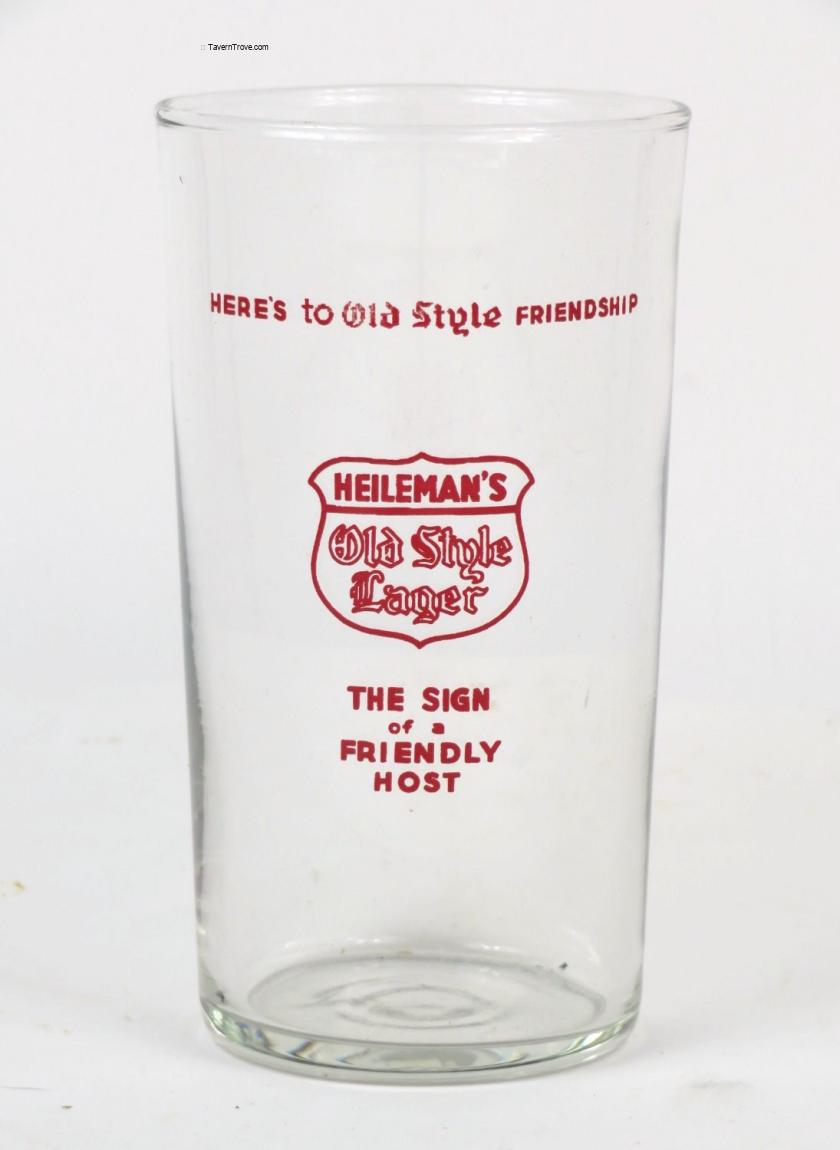 :: TavernTrove.com
HERE'S to Old Style FRIENDSHIP
HEILEMAN'S
Old Style
Lager
THE SIGN
of a
FRIENDLY
HOST